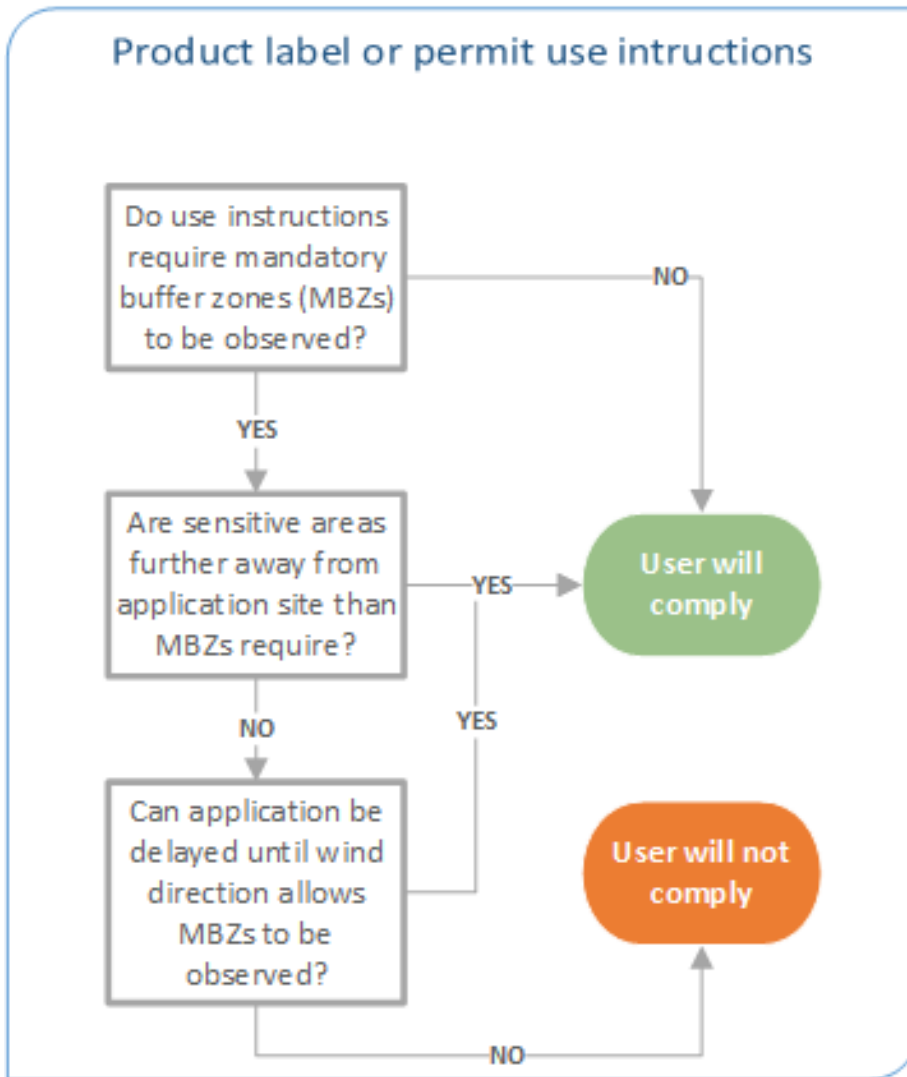 Product label or permit use intructions
Do use instructions
require mandatory
buffer zones (MBZs)
to be observed?
NO
YES
Are sensitive areas
further away from
application site than
MBZs require?
YES
User will
comply
NO
YES
Can application be
delayed until wind
direction allows
MBZs to be
observed?
User will not
comply
NO